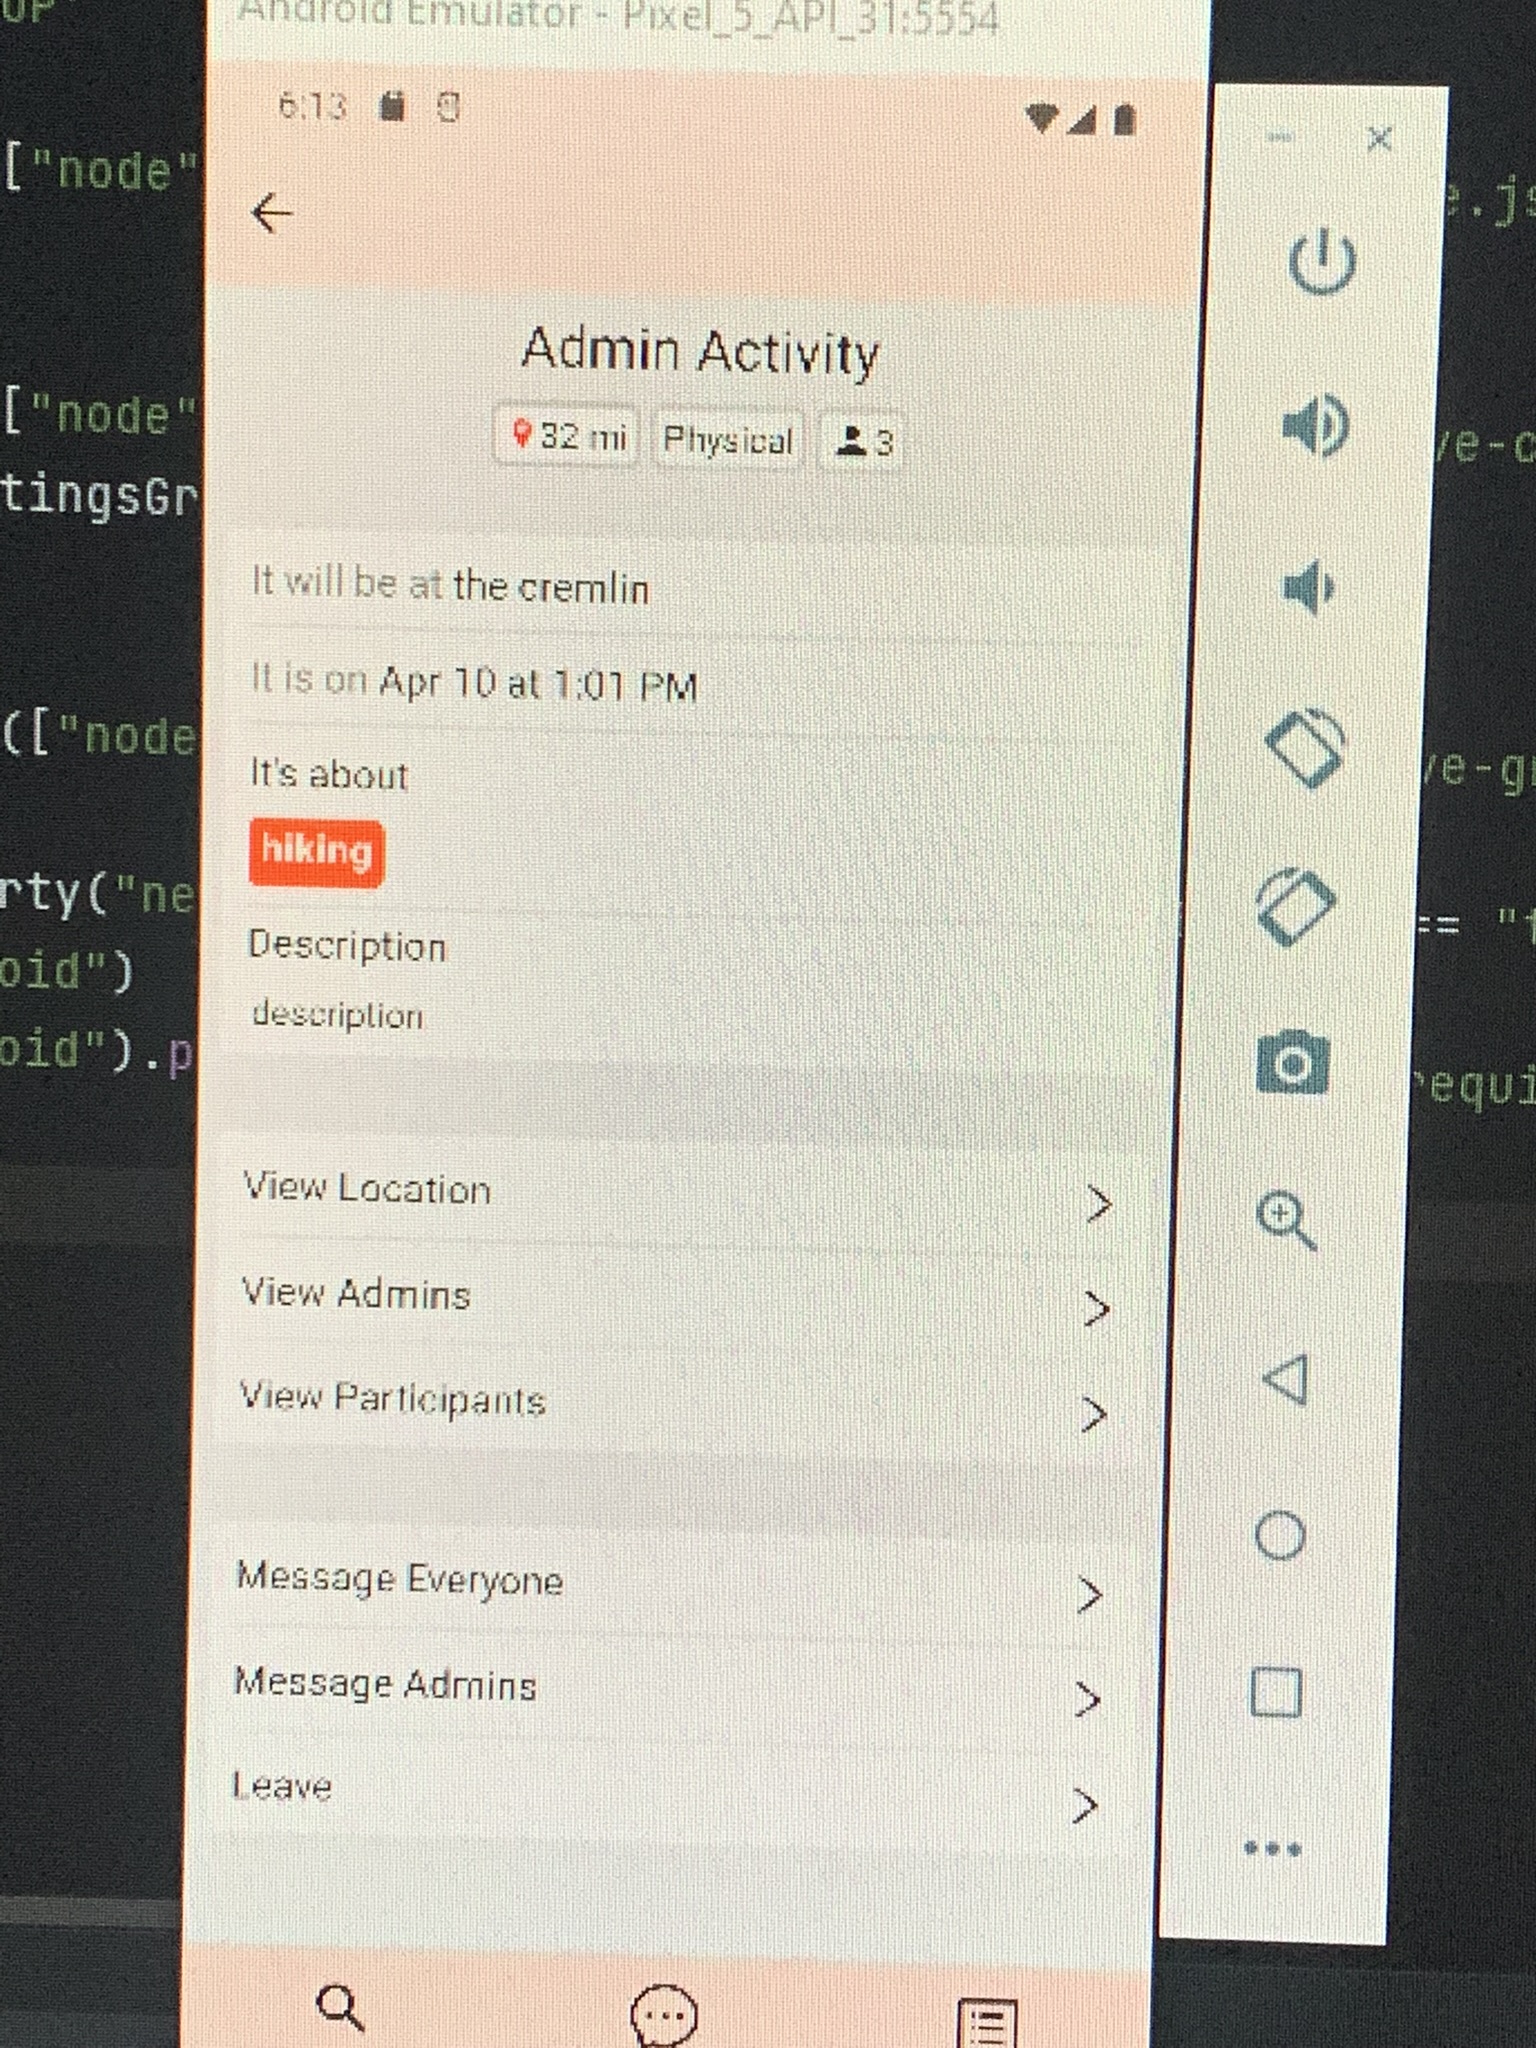 Android Emulator - Pixel_5_API_31:5554
6:13
["node"
e.js
Admin Activity
32 mi Physical 3
["node"
ve-c
tingsGr
It will be at the cremlin
It is on Apr 10 at 1:01 PM
(["node
ve-gr
It's about
hiking
rty("ne
== "t
Description
oid")
description
oid").p
requi
View Location
View Admins
View Participants
Message Everyone
Message Admins
Leave